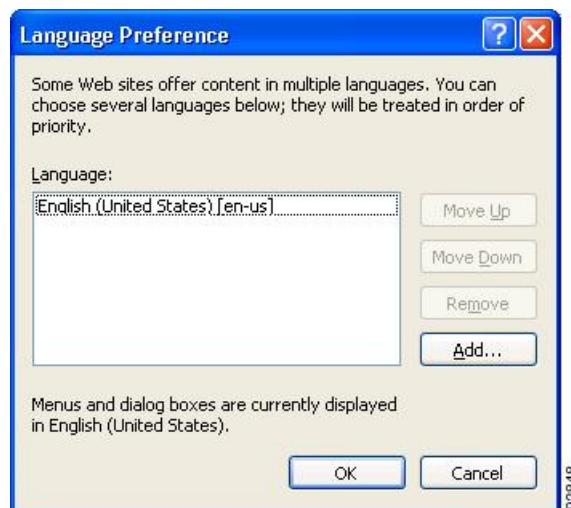 Language Preference
Some Web sites offer content in multiple languages. You can
choose several languages below; they will be treated in order of
priority.
Language:
English (United States) [en-us]
Move Up
Move Down
Remove
Add...
Menus and dialog boxes are currently displayed
in English (United States).
OK
Cancel